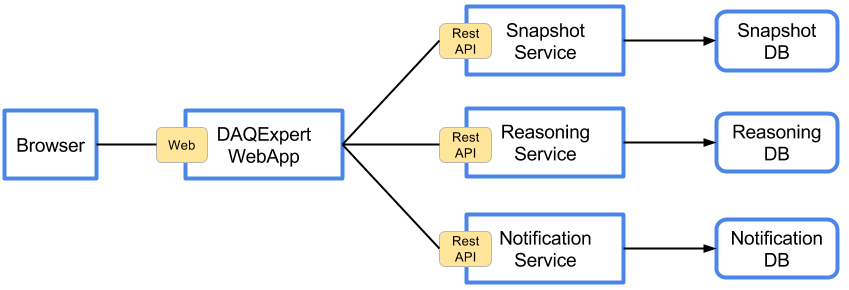 Browser
Web
DAQExpert
WebApp
Rest
API
Snapshot
Service
Snapshot
DB
Rest
API
Reasoning
Service
Reasoning
DB
Rest
API
Notification
Service
Notification
DB